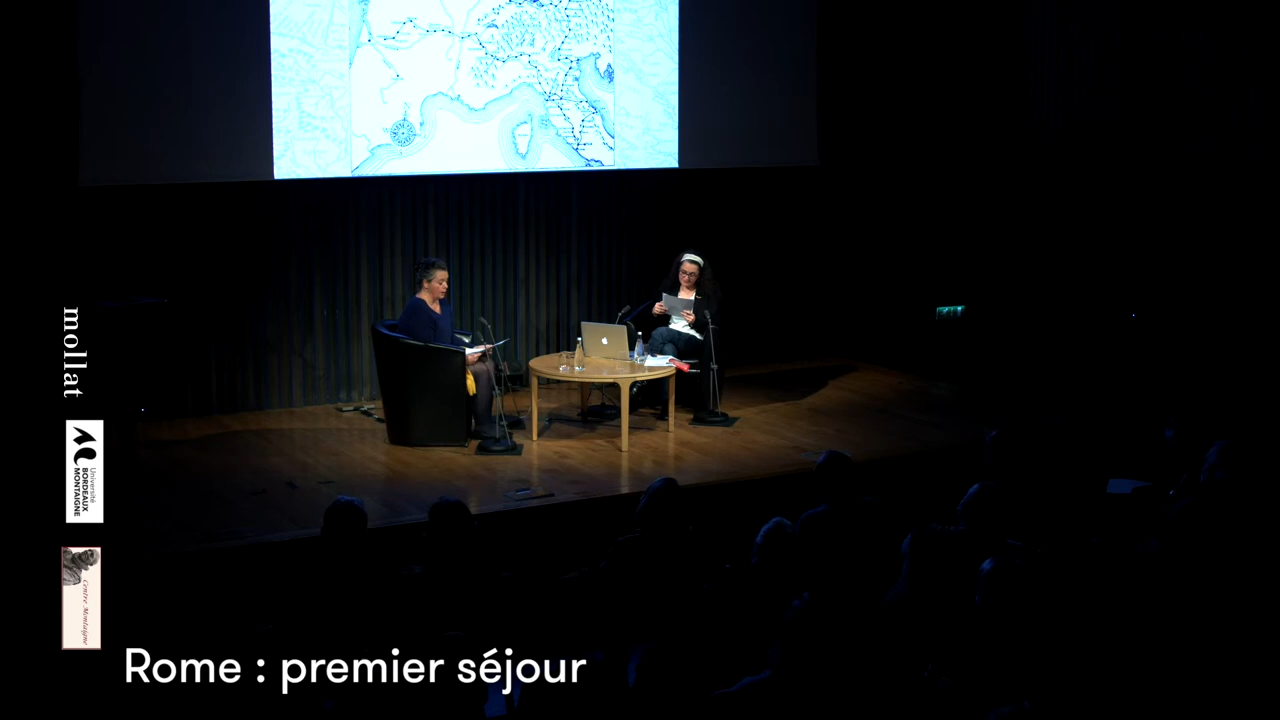 mollat
Université
BORDEAUX
MONTAIGNE
Centre Montaigne
Rome : premier séjour